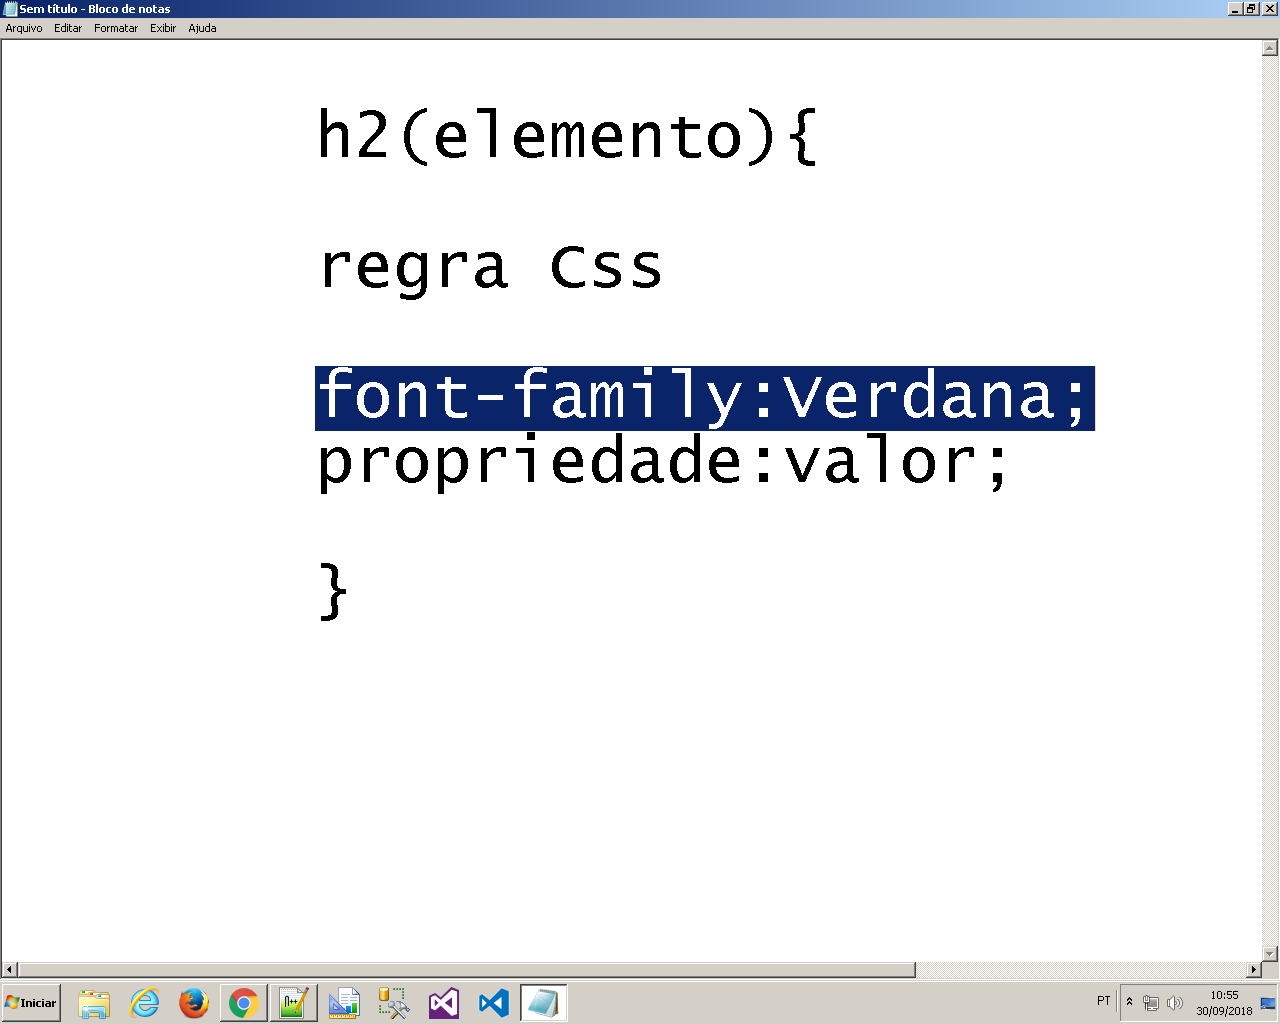 Sem título - Bloco de notas
Arquivo Editar Formatar Exibir Ajuda
h2(elemento){
regra Css
font-family:Verdana;
propriedade:valor;
}
Iniciar
PT
10:55
30/09/2018